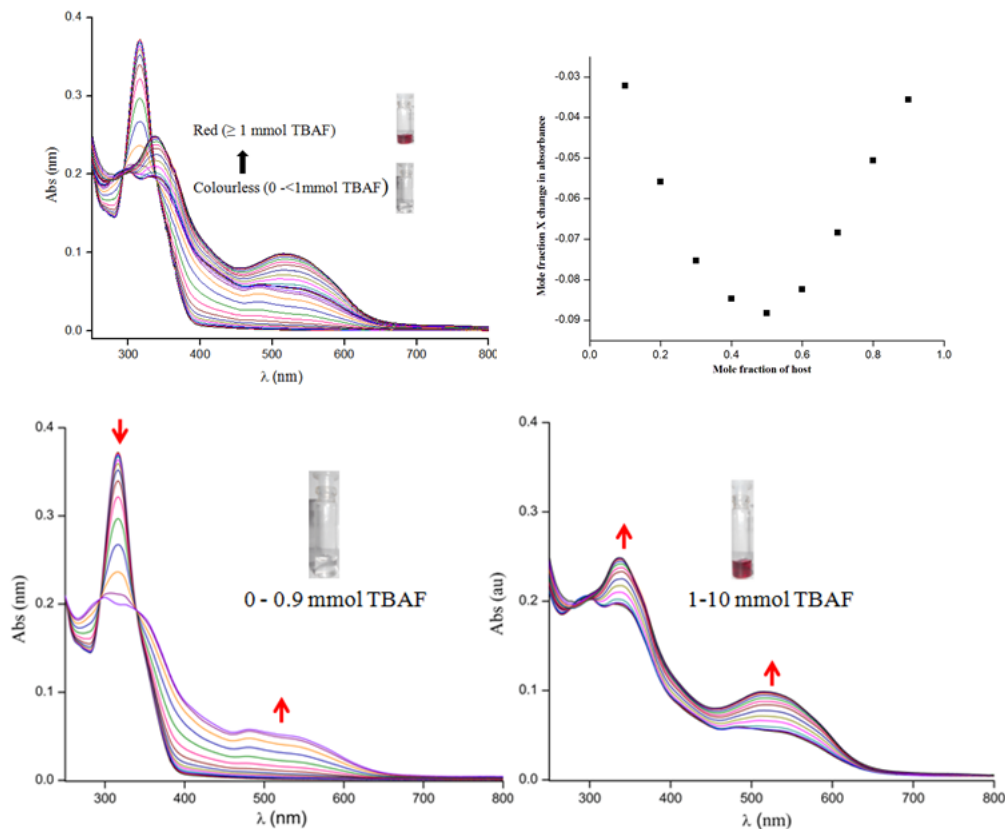 0.4
0.3
0.2
0.1
0.0
Abs (nm)
Red (≥ 1 mmol TBAF)
Colourless (0 -<1mmol TBAF)
300 400 500 600 700 800
λ (nm)
-0.03
-0.04
-0.05
-0.06
-0.07
-0.08
-0.09
Mole fraction X change in absorbance
0.0 0.2 0.4 0.6 0.8 1.0
Mole fraction of host
0.4
0.3
0.2
0.1
0.0
Abs (nm)
0 - 0.9 mmol TBAF
300 400 500 600 700 800
λ (nm)
0.4
0.3
0.2
0.1
0.0
Abs (au)
1-10 mmol TBAF
300 400 500 600 700 800
λ (nm)